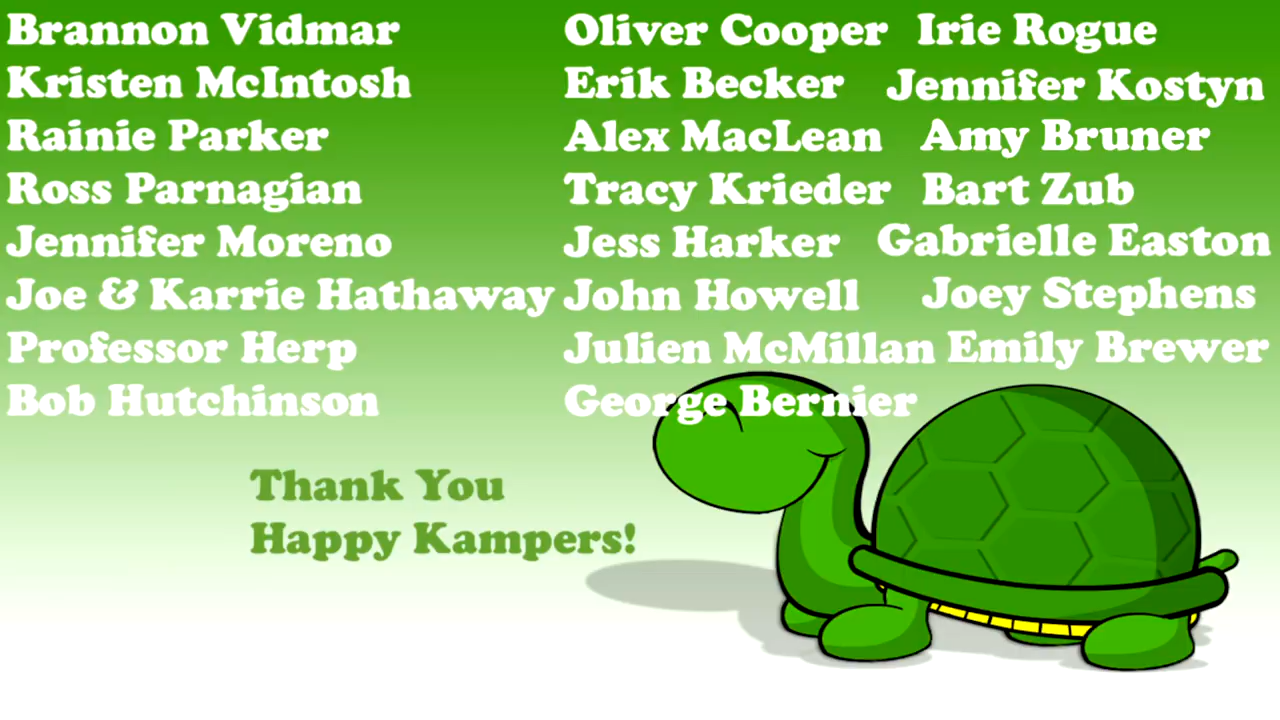 Brannon Vidmar
Kristen McIntosh
Rainie Parker
Ross Parnagian
Jennifer Moreno
Joe & Karrie Hathaway
Professor Herp
Bob Hutchinson
Oliver Cooper
Erik Becker
Alex MacLean
Tracy Krieder
Jess Harker
John Howell
Julien McMillan
George Bernier
Irie Rogue
Jennifer Kostyn
Amy Bruner
Bart Zub
Gabrielle Easton
Joey Stephens
Emily Brewer
Thank You
Happy Kampers!